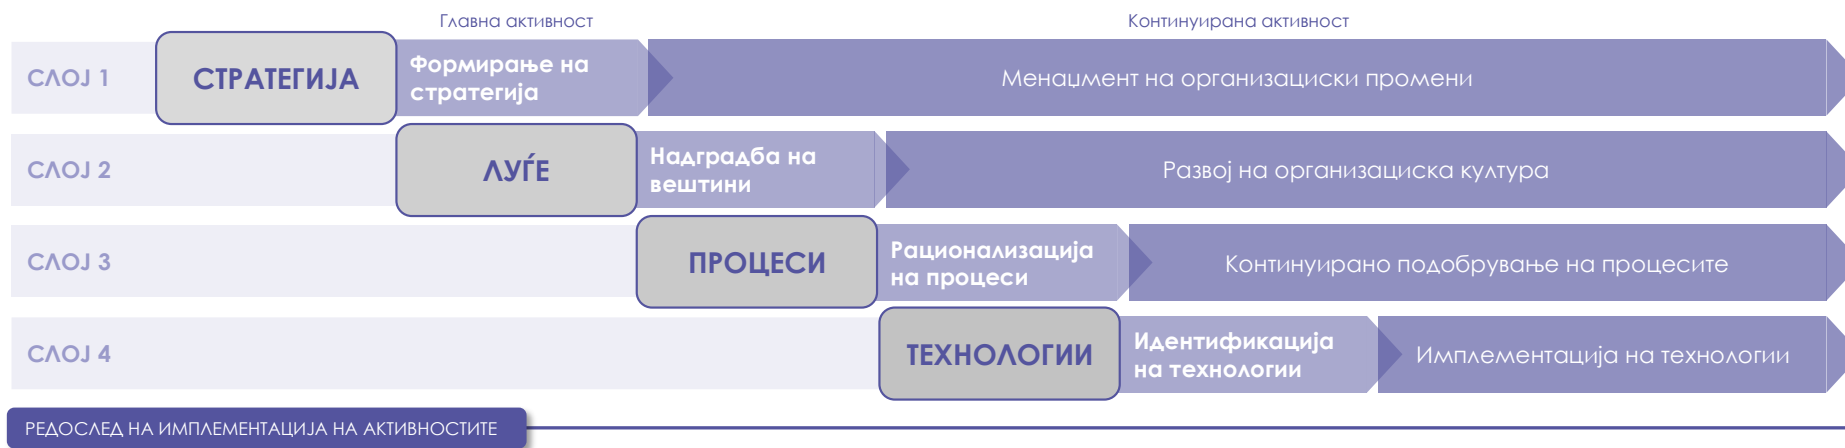 Главна активност
Континуирана активност
СЛОЈ 1
СТРАТЕГИЈА
Формирање на
стратегија
Менаџмент на организациски промени
СЛОЈ 2
ЛУЃЕ
Надградба на
вештини
Развој на организациска култура
СЛОЈ 3
ПРОЦЕСИ
Рационализација
на процеси
Континуирано подобрување на процесите
СЛОЈ 4
ТЕХНОЛОГИИ
Идентификација
на технологии
Имплементација на технологии
РЕДОСЛЕД НА ИМПЛЕМЕНТАЦИЈА НА АКТИВНОСТИТЕ